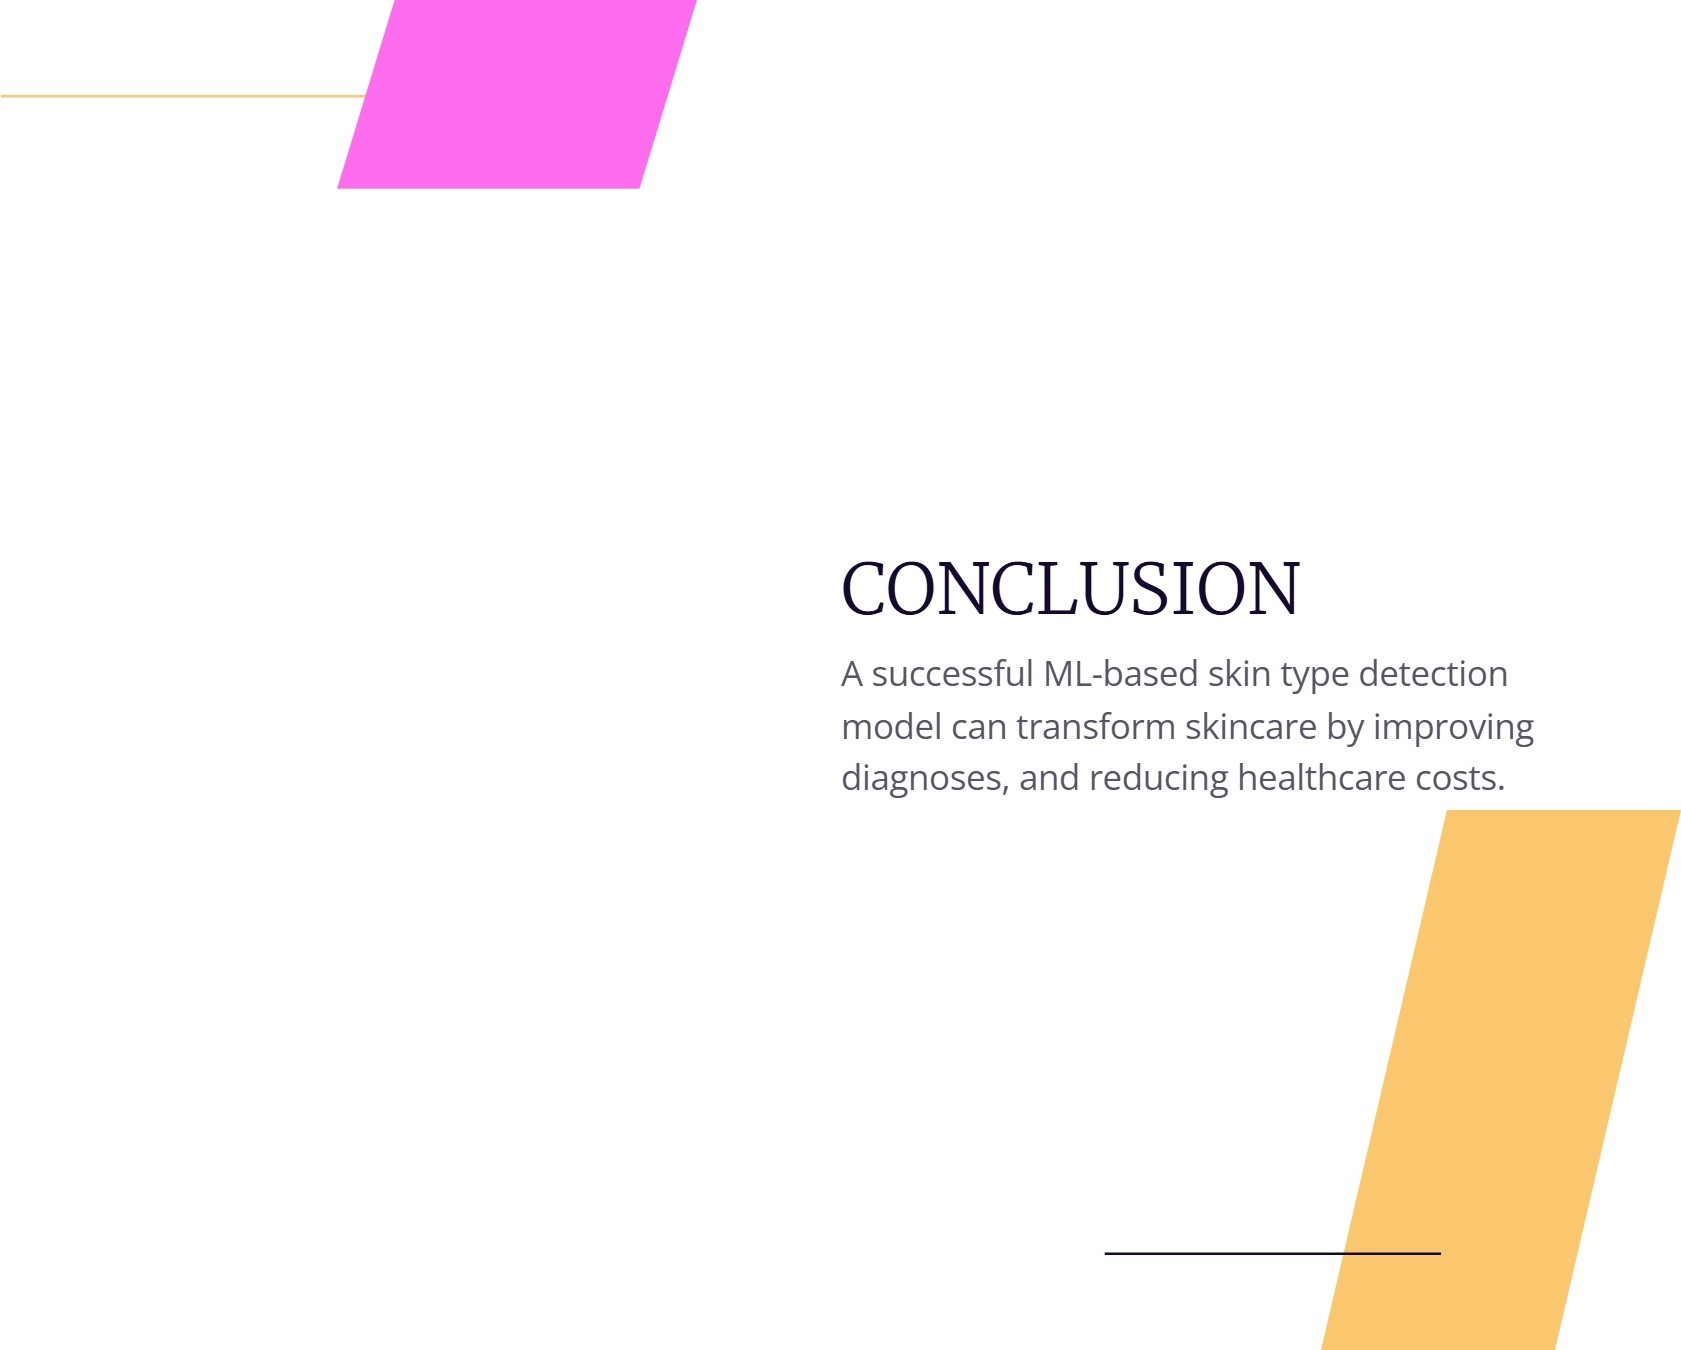 CONCLUSION
A successful ML-based skin type detection
model can transform skincare by improving
diagnoses, and reducing healthcare costs.